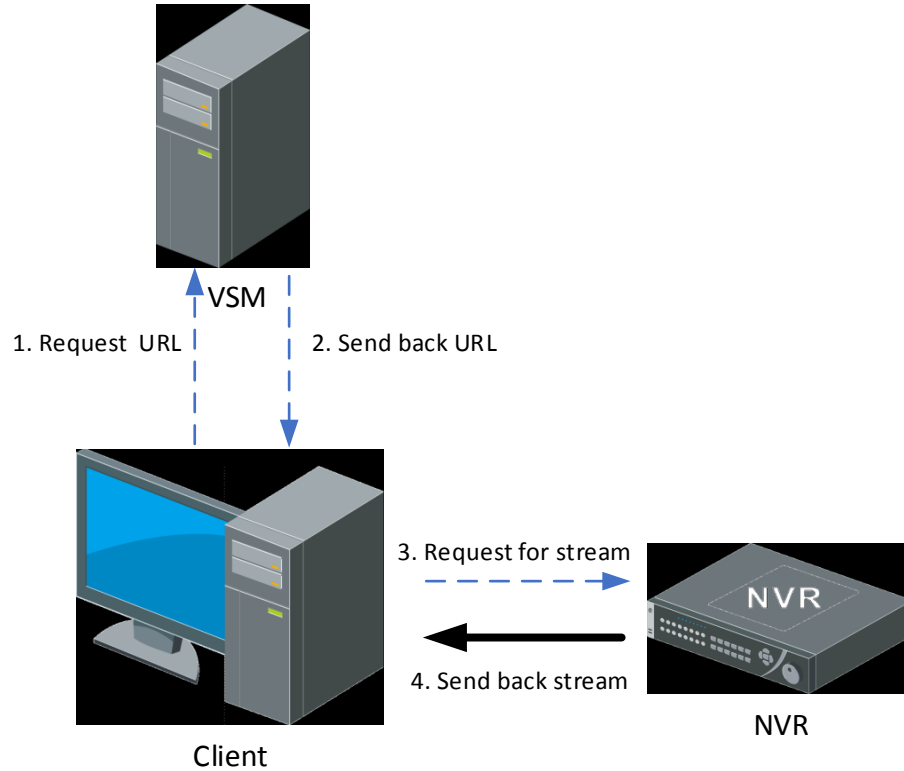 VSM
1. Request URL
2. Send back URL
3. Request for stream
NVR
4. Send back stream
NVR
Client